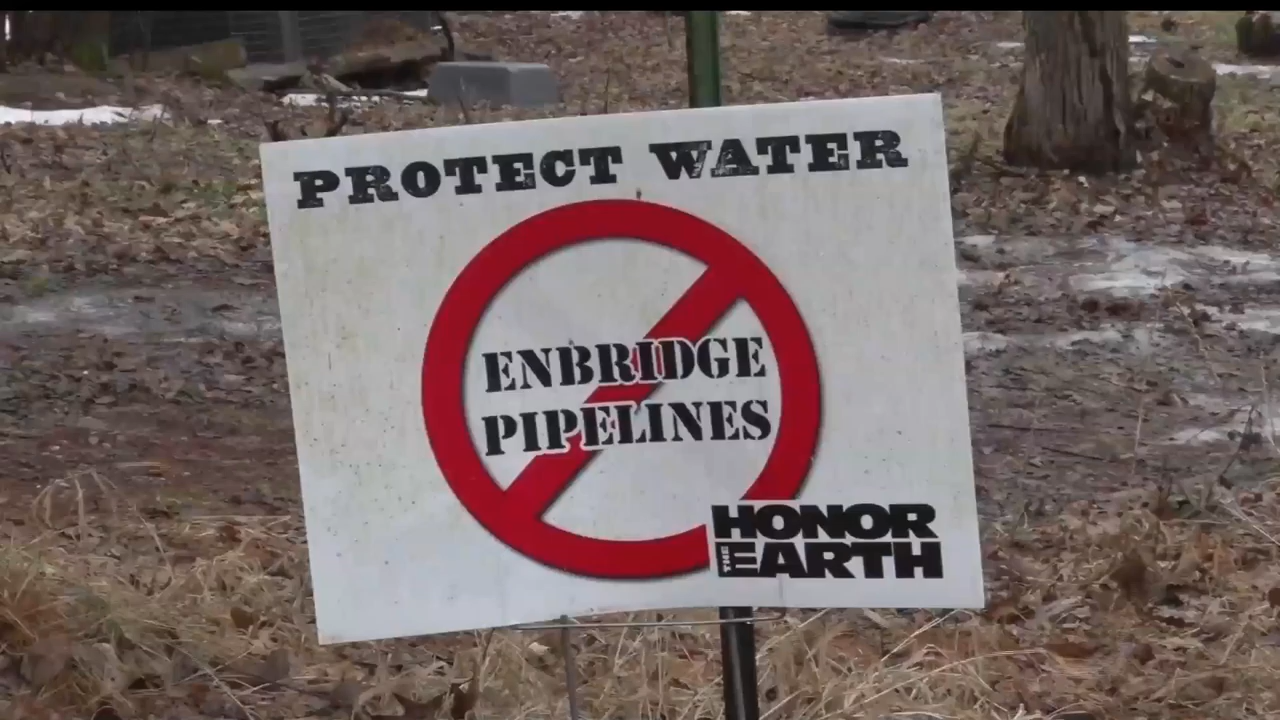 PROTECT WATER
ENBRIDGE
PIPELINES
HONOR
THE EARTH